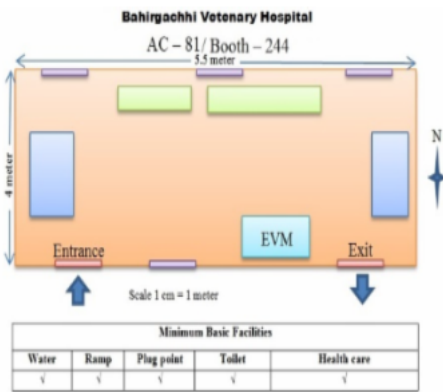 Bahirgachhi Vetenary Hospital
AC – 81/ Booth – 244
5.5 meter
4 meter
N
EVM
Entrance
Exit
Scale 1 cm = 1 meter
Minimum Basic Facilities
Water Ramp Plug point Toilet Health care
√ √ √ √ √